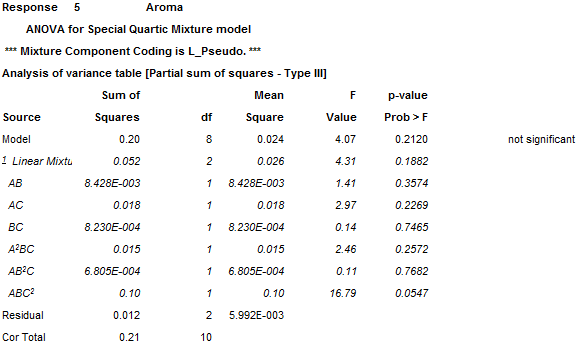 Response 5 Aroma
ANOVA for Special Quartic Mixture model
*** Mixture Component Coding is L_Pseudo. ***
Analysis of variance table [Partial sum of squares - Type III]
Sum of Mean F p-value
Source Squares df Square Value Prob > F
Model 0.20 8 0.024 4.07 0.2120 not significant
1 Linear Mixtu 0.052 2 0.026 4.31 0.1882
AB 8.428E-003 1 8.428E-003 1.41 0.3574
AC 0.018 1 0.018 2.97 0.2269
BC 8.230E-004 1 8.230E-004 0.14 0.7465
A²BC 0.015 1 0.015 2.46 0.2572
AB²C 6.805E-004 1 6.805E-004 0.11 0.7682
ABC² 0.10 1 0.10 16.79 0.0547
Residual 0.012 2 5.992E-003
Cor Total 0.21 10